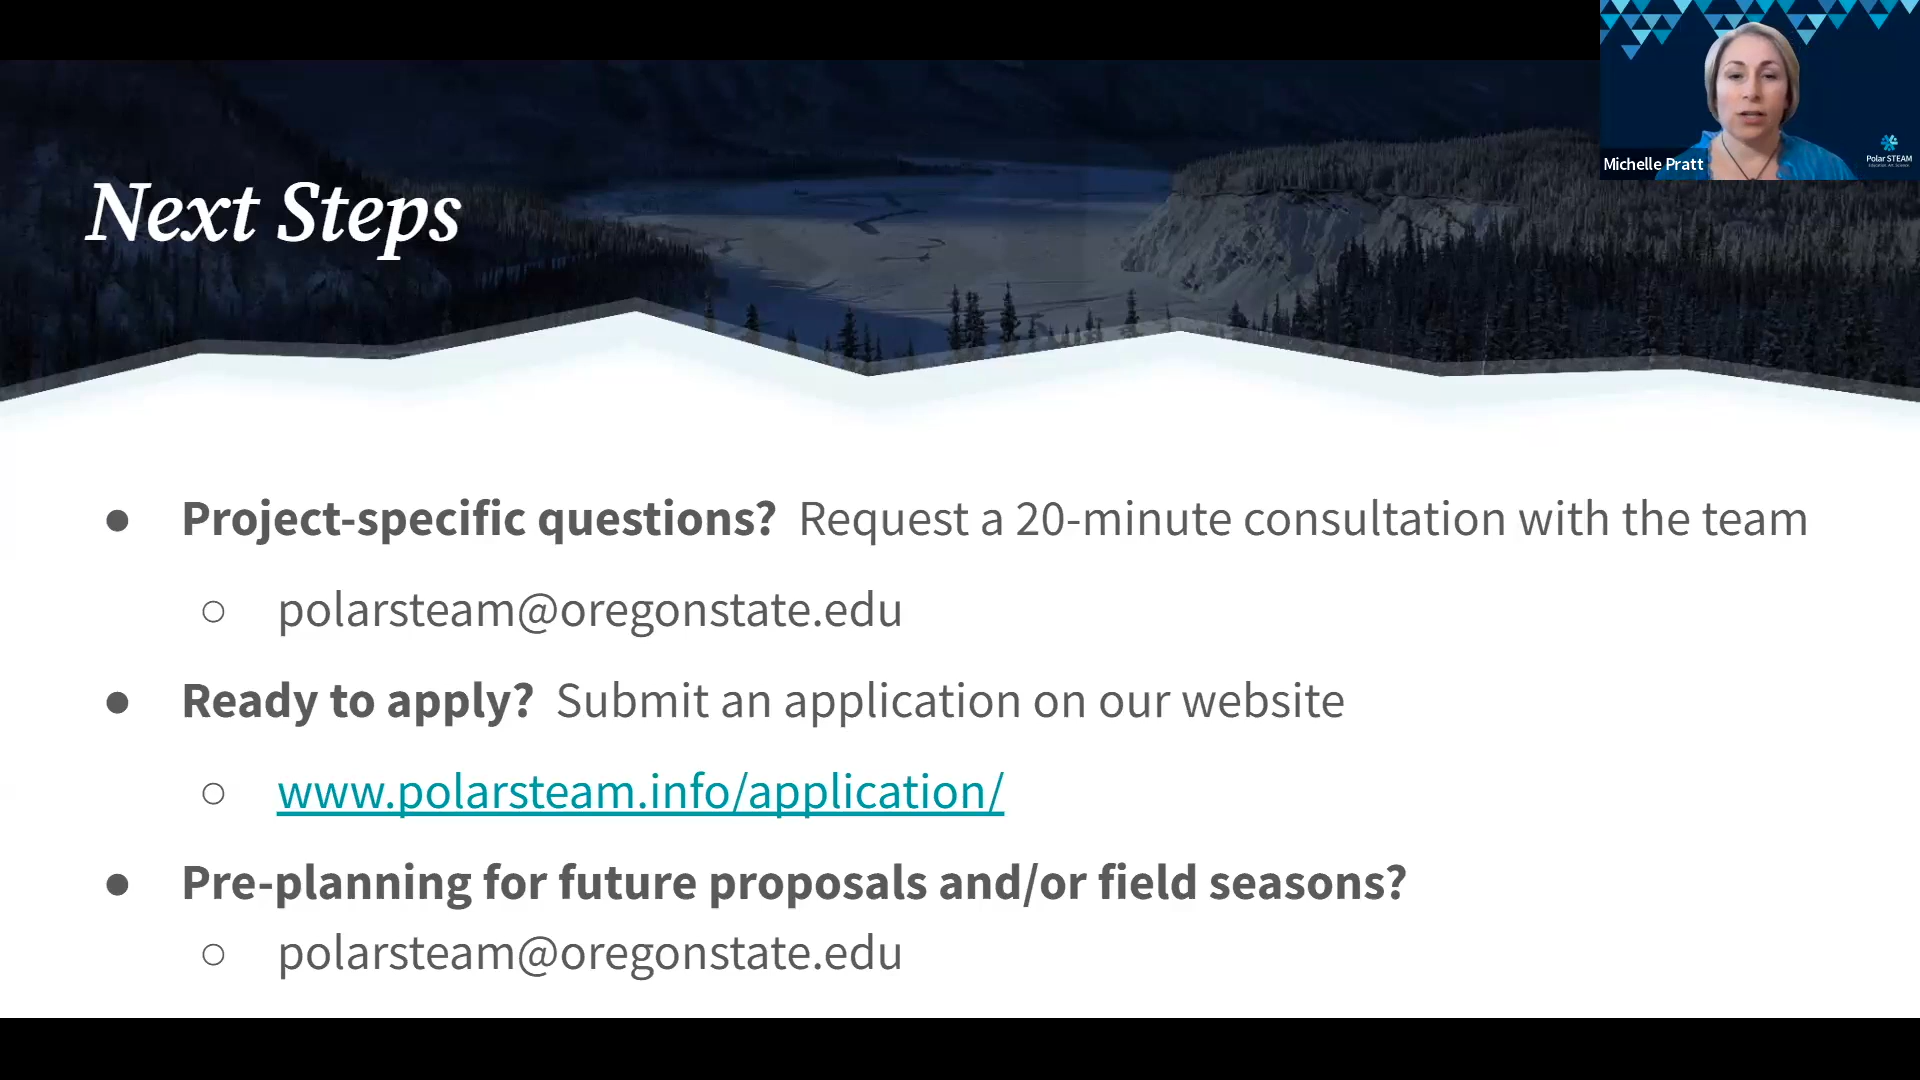 Michelle Pratt
Polar STEAM
Next Steps
● Project-specific questions? Request a 20-minute consultation with the team
○ polarsteam@oregonstate.edu
● Ready to apply? Submit an application on our website
○ www.polarsteam.info/application/
● Pre-planning for future proposals and/or field seasons?
○ polarsteam@oregonstate.edu